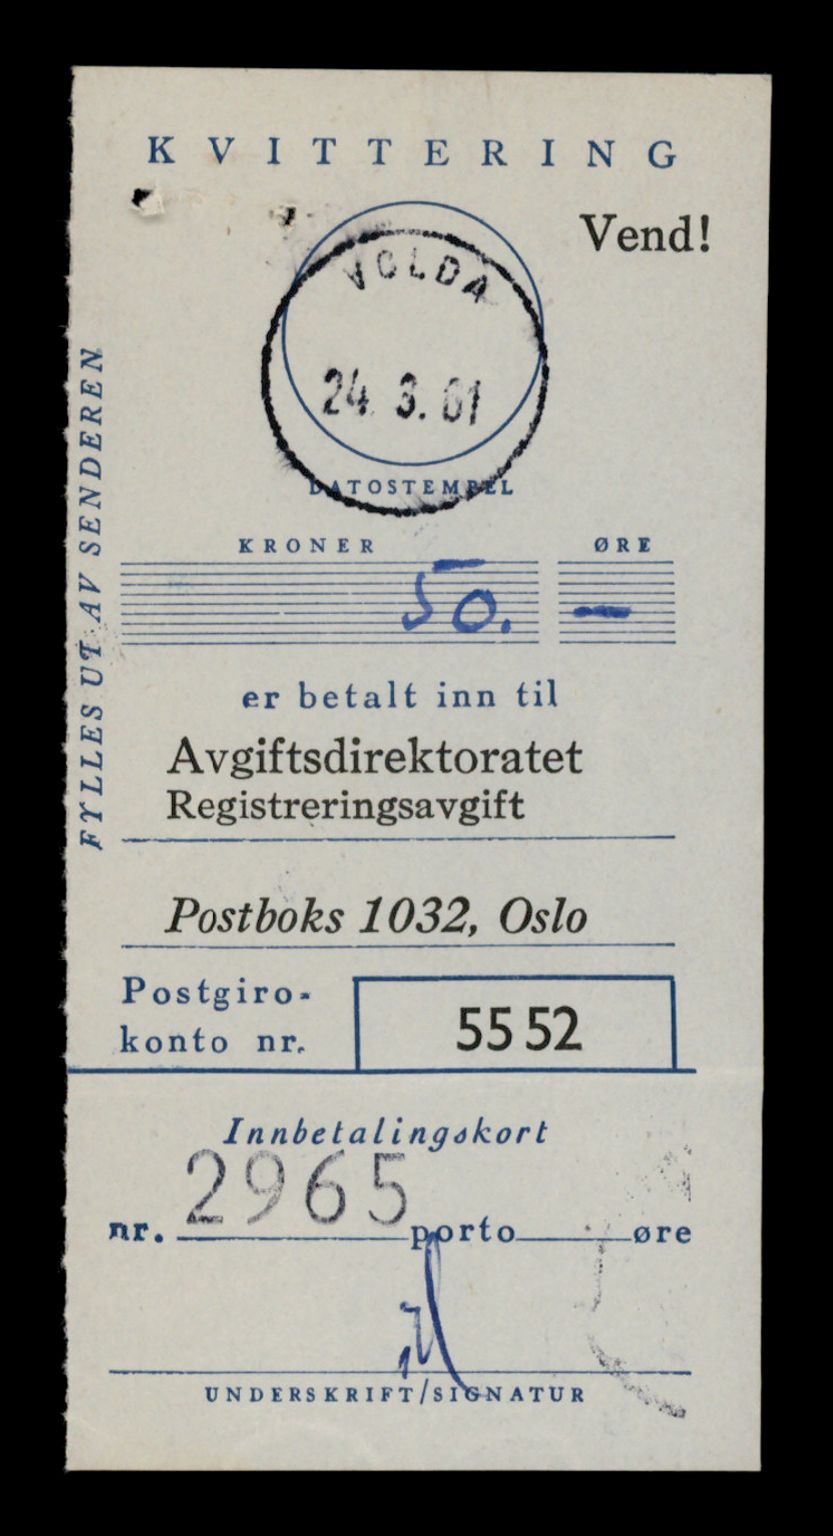 KVITTERING
Vend!
VOLDA
24. 3. 61
DATOSTEMPEL
FYLLES UT AV SENDEREN
KRONER ØRE
50. —
er betalt inn til
Avgiftsdirektoratet
Registreringsavgift
Postboks 1032, Oslo
Postgiro-
konto nr. 55 52
Innbetalingskort
nr. 2965 porto øre
UNDERSKRIFT/SIGNATUR